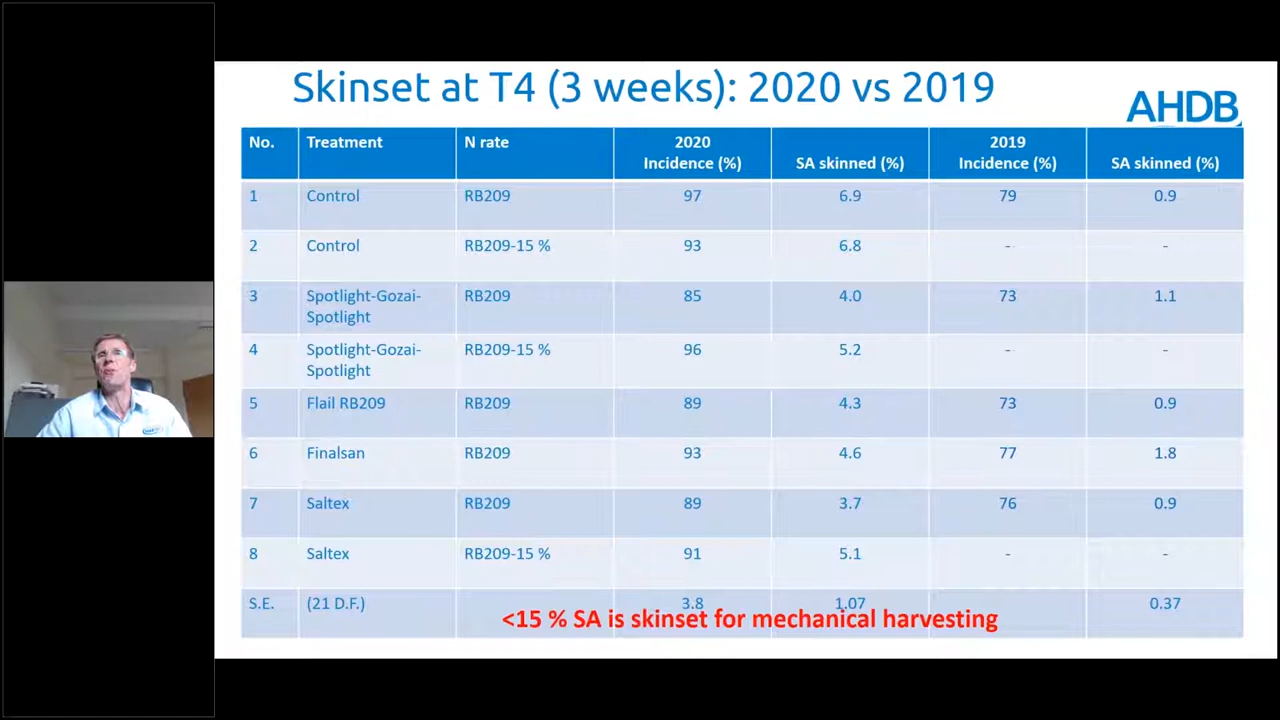 Skinset at T4 (3 weeks): 2020 vs 2019
AHDB
No. Treatment N rate 2020 Incidence (%) SA skinned (%) 2019 Incidence (%) SA skinned (%)
1 Control RB209 97 6.9 79 0.9
2 Control RB209-15 % 93 6.8 - -
3 Spotlight-Gozai-Spotlight RB209 85 4.0 73 1.1
4 Spotlight-Gozai-Spotlight RB209-15 % 96 5.2 - -
5 Flail RB209 RB209 89 4.3 73 0.9
6 Finalsan RB209 93 4.6 77 1.8
7 Saltex RB209 89 3.7 76 0.9
8 Saltex RB209-15 % 91 5.1 - -
S.E. (21 D.F.) 3.8 1.07 0.37
<15 % SA is skinset for mechanical harvesting